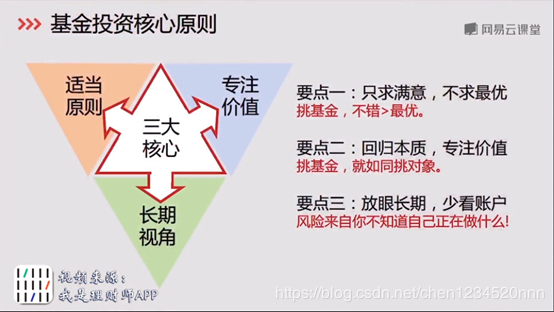 >>> 基金投资核心原则
网易云课堂
适当
原则
专注
价值
三大
核心
长期
视角
要点一：只求满意，不求最优
挑基金，不错>最优。
要点二：回归本质，专注价值
挑基金，就如同挑对象。
要点三：放眼长期，少看账户
风险来自你不知道自己正在做什么!
视频来源：
我是理财师APP
https://blog.csdn.net/chen1234520nnn